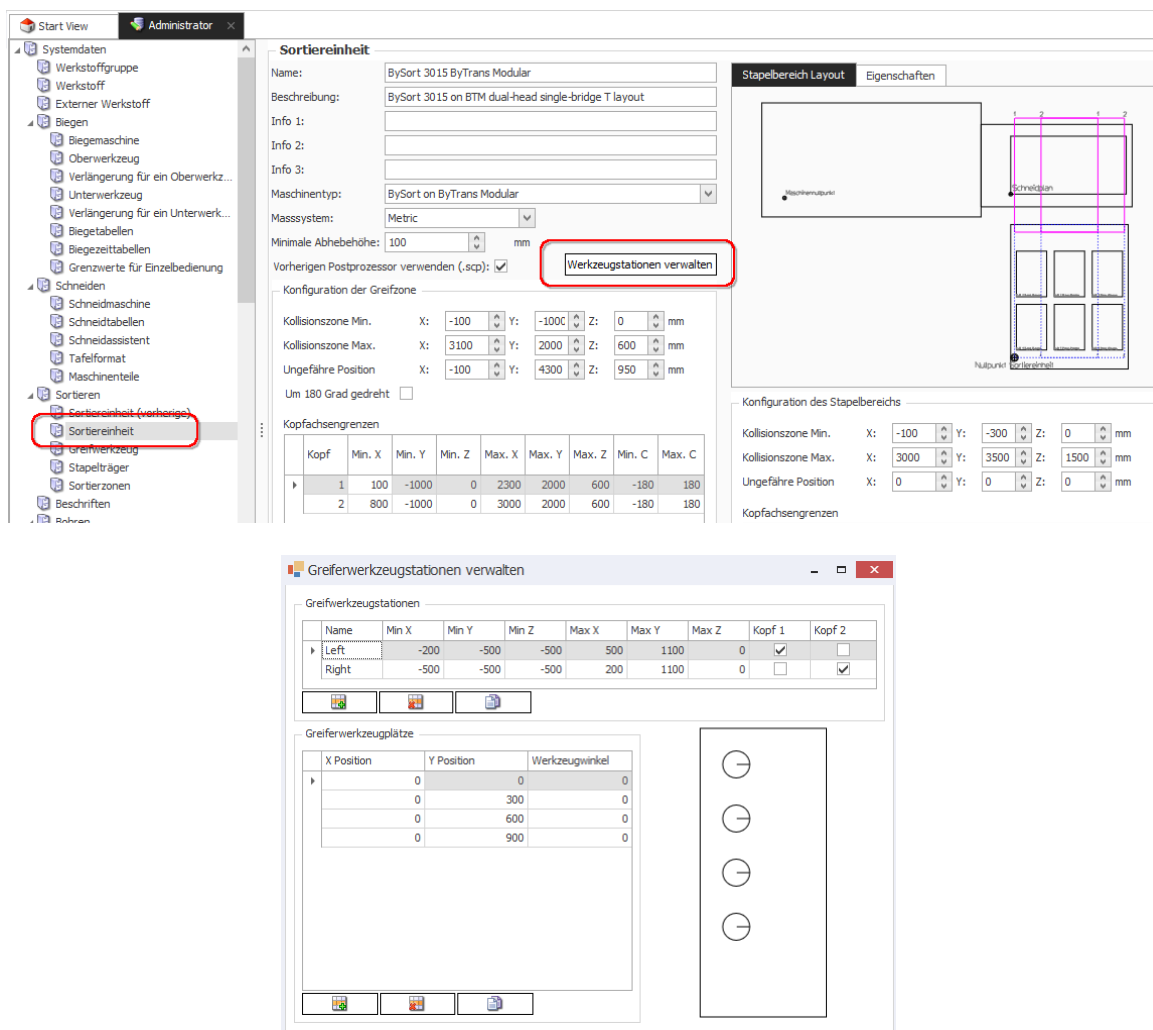 Start View
Administrator
Systemdaten
Werkstoffgruppe
Werkstoff
Externer Werkstoff
Biegen
Biegemaschine
Oberwerkzeug
Verlängerung für ein Oberwerkz...
Unterwerkzeug
Verlängerung für ein Unterwerk...
Biegetabellen
Biegezeittabellen
Grenzwerte für Einzelbedienung
Schneiden
Schneidmaschine
Schneidtabellen
Schneidassistent
Tafelformat
Maschinenteile
Sortieren
Sortiereinheit (vorherige)
Sortiereinheit
Greifwerkzeug
Stapelträger
Sortierzonen
Beschriften
Bohren
Sortiereinheit
Name: BySort 3015 ByTrans Modular
Beschreibung: BySort 3015 on BTM dual-head single-bridge T layout
Info 1:
Info 2:
Info 3:
Maschinentyp: BySort on ByTrans Modular
Masssystem: Metric
Minimale Abhebehöhe: 100 mm
Vorherigen Postprozessor verwenden (.scp): Werkzeugstationen verwalten
Konfiguration der Greifzone
Kollisionszone Min. X: -100 Y: -1000 Z: 0 mm
Kollisionszone Max. X: 3100 Y: 2000 Z: 600 mm
Ungefähre Position X: -100 Y: 4300 Z: 950 mm
Um 180 Grad gedreht
Kopfachsengrenzen
Kopf Min. X Min. Y Min. Z Max. X Max. Y Max. Z Min. C Max. C
1 100 -1000 0 2300 2000 600 -180 180
2 800 -1000 0 3000 2000 600 -180 180
Stapelbereich Layout Eigenschaften
1 2 1 2
Maschinennullpunkt
Schneidplan
Nullpunkt Sortiereinheit
Konfiguration des Stapelbereichs
Kollisionszone Min. X: -100 Y: -300 Z: 0 mm
Kollisionszone Max. X: 3000 Y: 3500 Z: 1500 mm
Ungefähre Position X: 0 Y: 0 Z: 0 mm
Kopfachsengrenzen
Greiferwerkzeugstationen verwalten
Greifwerkzeugstationen
Name Min X Min Y Min Z Max X Max Y Max Z Kopf 1 Kopf 2
Left -200 -500 -500 500 1100 0
Right -500 -500 -500 200 1100 0
Greiferwerkzeugplätze
X Position Y Position Werkzeugwinkel
0 0 0
0 300 0
0 600 0
0 900 0